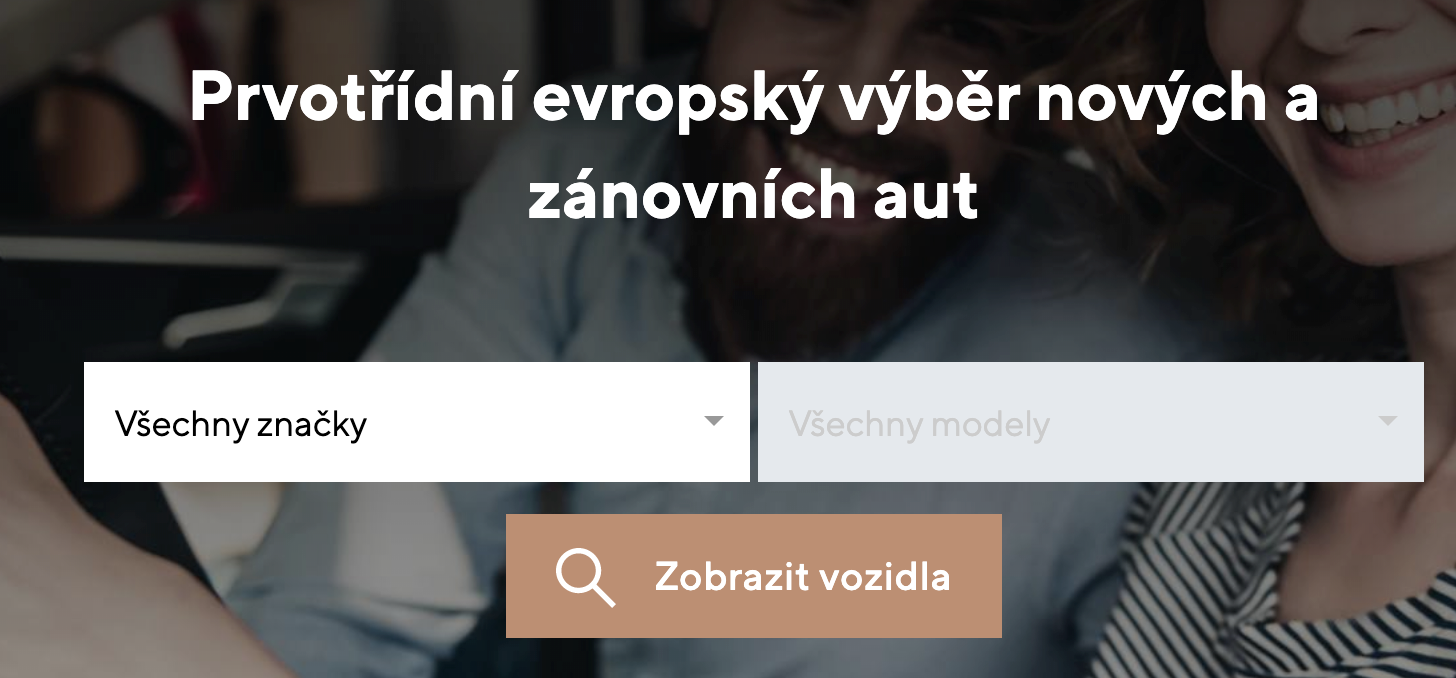 Prvotřídní evropský výběr nových a
zánovních aut
Všechny značky
Všechny modely
Zobrazit vozidla